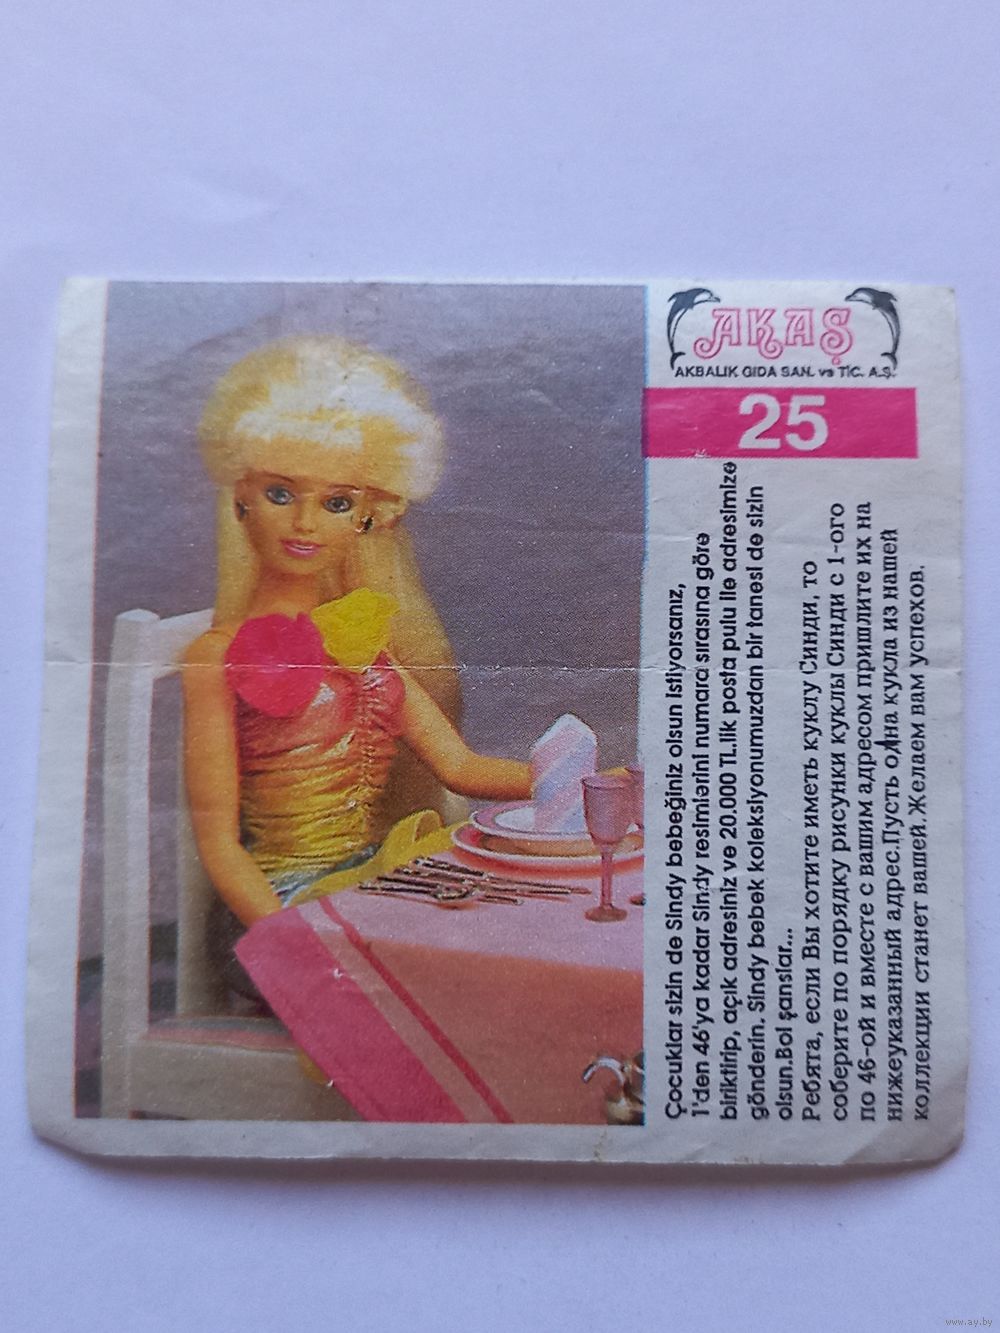 AKAŞ
AKBALIK GIDA SAN. ve TİC. A.Ş.
25
Çocuklar sizin de Sindy bebeğiniz olsun istiyorsanız,
1'den 46'ya kadar Sindy resimlerini numara sırasına göre
biriktirip, açık adresiniz ve 20.000 TL.lik posta pulu ile adresimize
gönderin. Sindy bebek koleksiyonumuzdan bir tanesi de sizin
olsun.Bol şanslar...
Ребята, если Вы хотите иметь куклу Синди, то
соберите по порядку рисунки куклы Синди с 1-ого
по 46-ой и вместе с вашим адресом пришлите их на
нижеуказанный адрес.Пусть одна кукла из нашей
коллекции станет вашей.Желаем вам успехов.
www.ay.by